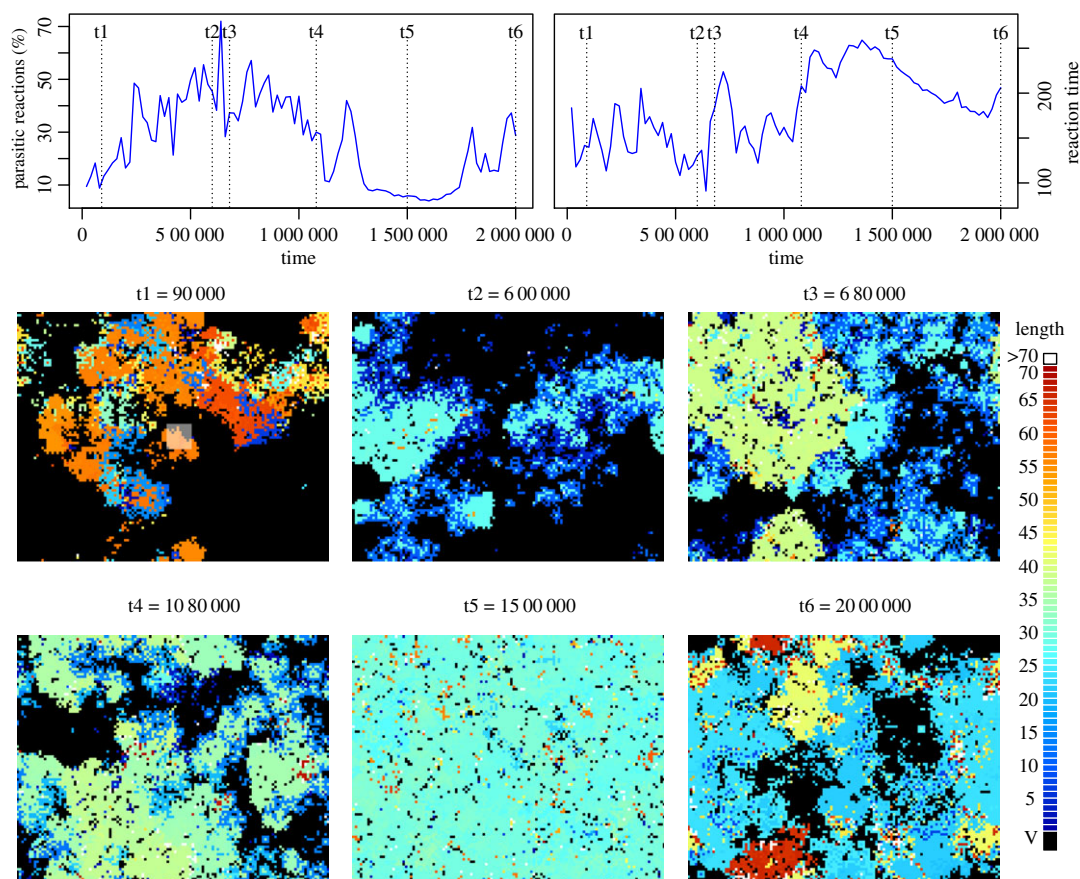 parasitic reactions (%)
70
50
30
10
t1
t2
t3
t4
t5
t6
0
5 00 000
1 000 000
1 500 000
2 000 000
time
t1
t2
t3
t4
t5
t6
200
100
reaction time
0
5 00 000
1 000 000
1 500 000
2 000 000
time
t1 = 90 000
t2 = 6 00 000
t3 = 6 80 000
t4 = 10 80 000
t5 = 15 00 000
t6 = 20 00 000
length
>70
70
65
60
55
50
45
40
35
30
25
20
15
10
5
V